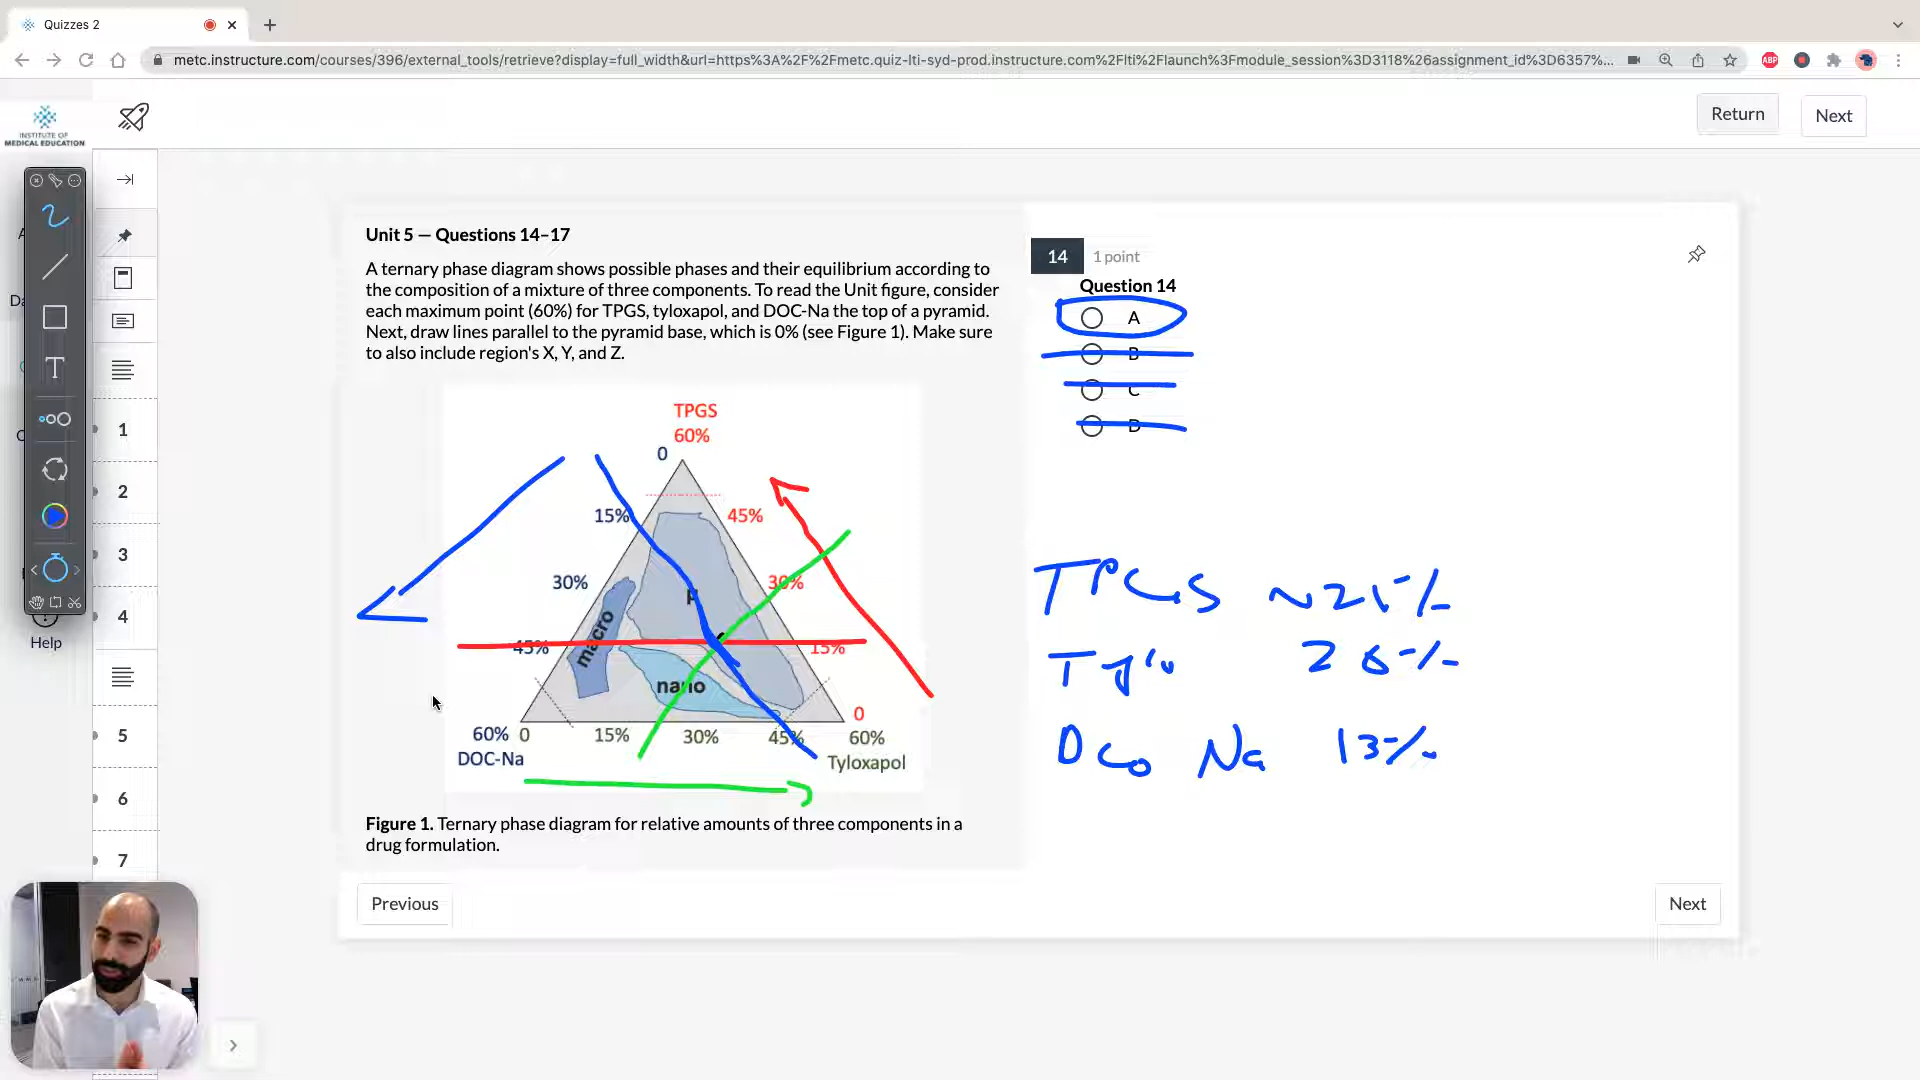 Quizzes 2
metc.instructure.com/courses/396/external_tools/retrieve?display=full_width&url=https%3A%2F%2Fmetc.quiz-lti-syd-prod.instructure.com%2Flti%2Flaunch%3Fmodule_session%3D3118%26assignment_id%3D6357%...
ABP
INSTITUTE OF
MEDICAL EDUCATION
Return
Next
1
2
3
4
Help
5
6
7
Unit 5 — Questions 14–17
A ternary phase diagram shows possible phases and their equilibrium according to
the composition of a mixture of three components. To read the Unit figure, consider
each maximum point (60%) for TPGS, tyloxapol, and DOC-Na the top of a pyramid.
Next, draw lines parallel to the pyramid base, which is 0% (see Figure 1). Make sure
to also include region's X, Y, and Z.
TPGS
60%
0
15%
45%
30%
30%
μ
macro
45%
15%
nano
0
60%
0
15%
30%
45%
60%
DOC-Na
Tyloxapol
Figure 1. Ternary phase diagram for relative amounts of three components in a
drug formulation.
14
1 point
Question 14
A
B
C
D
TPGS
Na
13%
Previous
Next